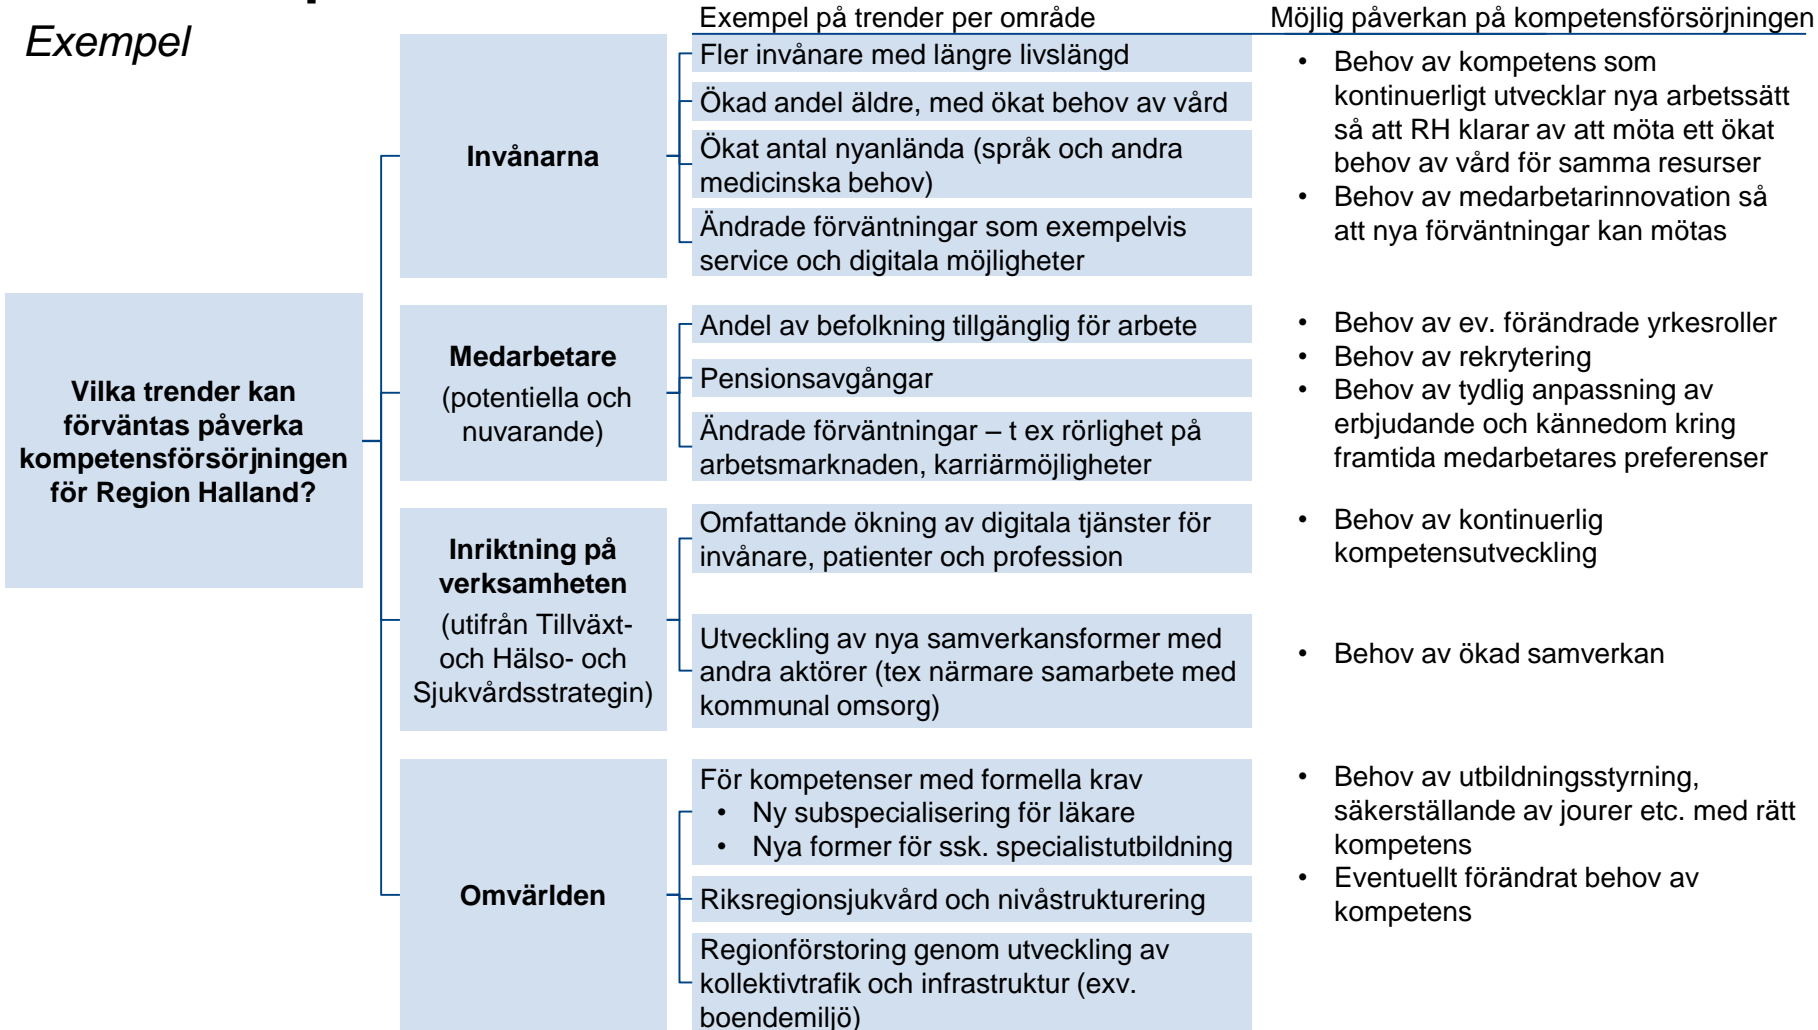 Exempel
Exempel på trender per område
Möjlig påverkan på kompetensförsörjningen
Vilka trender kan
förväntas påverka
kompetensförsörjningen
för Region Halland?
Invånarna
Fler invånare med längre livslängd
Ökad andel äldre, med ökat behov av vård
Ökat antal nyanlända (språk och andra
medicinska behov)
Ändrade förväntningar som exempelvis
service och digitala möjligheter
• Behov av kompetens som
kontinuerligt utvecklar nya arbetssätt
så att RH klarar av att möta ett ökat
behov av vård för samma resurser
• Behov av medarbetarinnovation så
att nya förväntningar kan mötas
Medarbetare
(potentiella och
nuvarande)
Andel av befolkning tillgänglig för arbete
Pensionsavgångar
Ändrade förväntningar – t ex rörlighet på
arbetsmarknaden, karriärmöjligheter
• Behov av ev. förändrade yrkesroller
• Behov av rekrytering
• Behov av tydlig anpassning av
erbjudande och kännedom kring
framtida medarbetares preferenser
Inriktning på
verksamheten
(utifrån Tillväxt-
och Hälso- och
Sjukvårdsstrategin)
Omfattande ökning av digitala tjänster för
invånare, patienter och profession
Utveckling av nya samverkansformer med
andra aktörer (tex närmare samarbete med
kommunal omsorg)
• Behov av kontinuerlig
kompetensutveckling
• Behov av ökad samverkan
Omvärlden
För kompetenser med formella krav
• Ny subspecialisering för läkare
• Nya former för ssk. specialistutbildning
Riksregionsjukvård och nivåstrukturering
Regionförstoring genom utveckling av
kollektivtrafik och infrastruktur (exv.
boendemiljö)
• Behov av utbildningsstyrning,
säkerställande av jourer etc. med rätt
kompetens
• Eventuellt förändrat behov av
kompetens